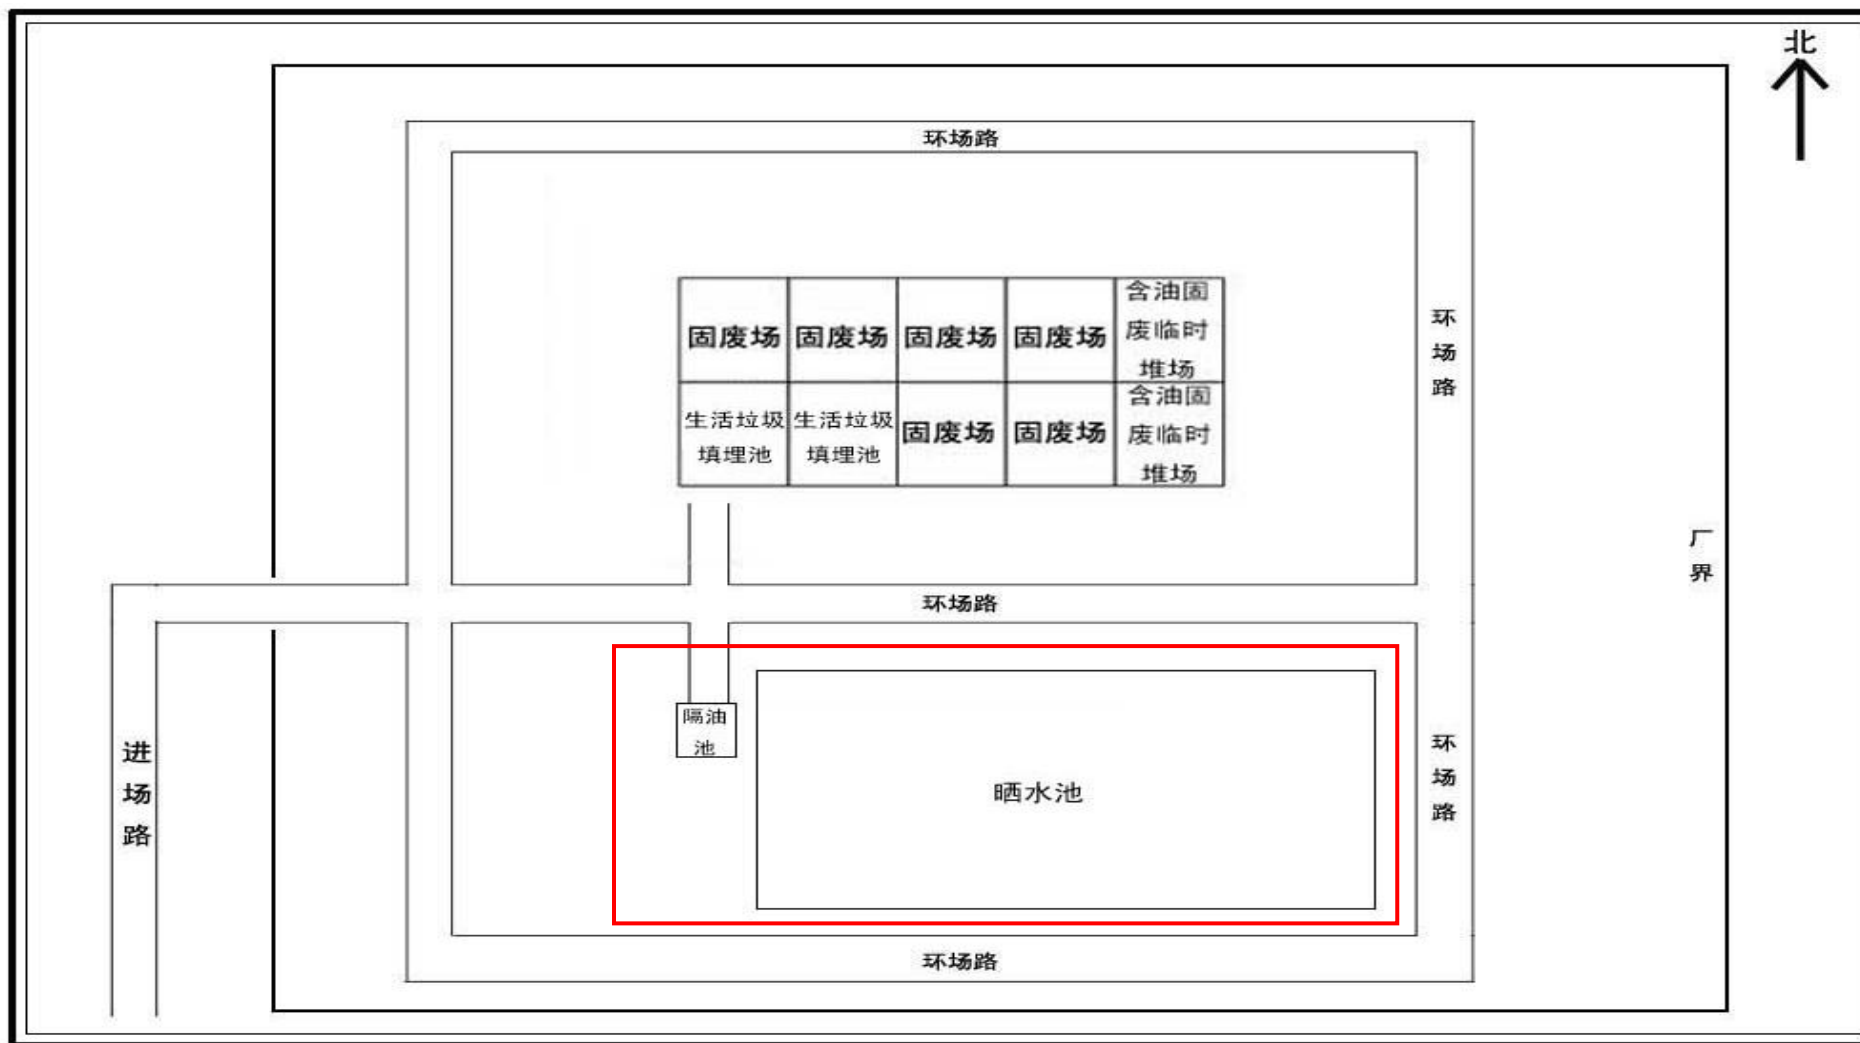 北
环场路
固废场
固废场
固废场
固废场
含油固
废临时
堆场
生活垃圾
填埋池
生活垃圾
填埋池
固废场
固废场
含油固
废临时
堆场
环
场
路
厂
界
环场路
隔油
池
晒水池
进
场
路
环
场
路
环场路